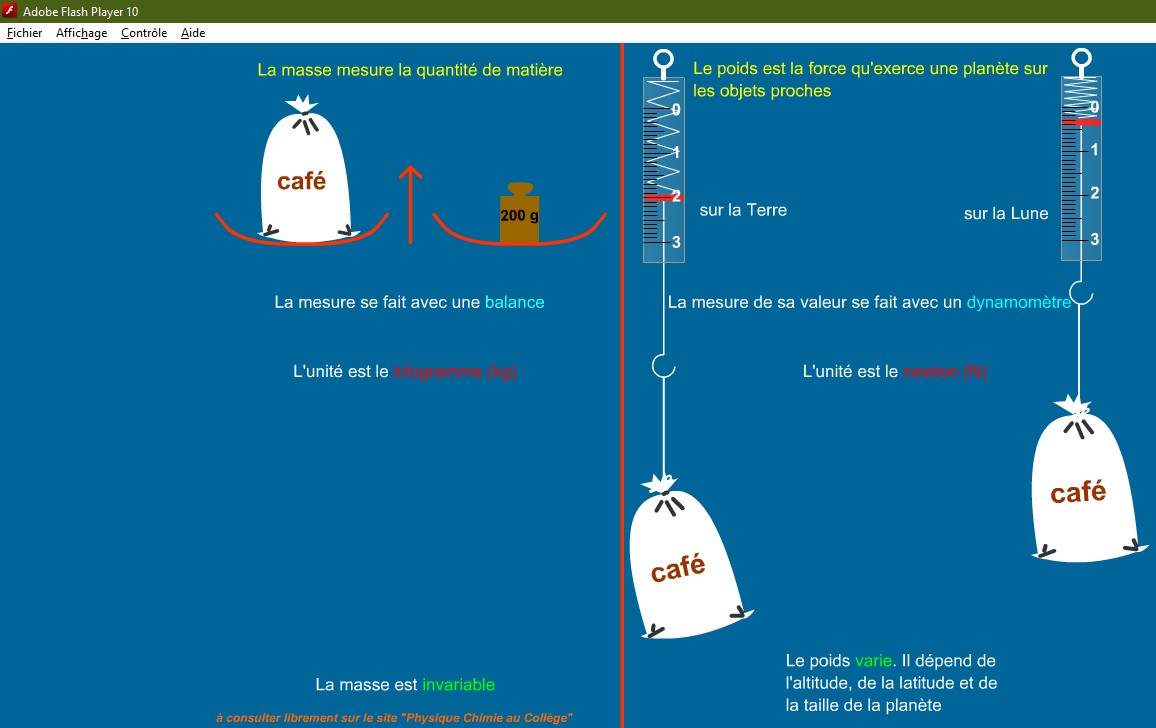 Adobe Flash Player 10
Fichier Affichage Contrôle Aide
La masse mesure la quantité de matière
café
200 g
La mesure se fait avec une balance
L'unité est le kilogramme (kg)
La masse est invariable
à consulter librement sur le site "Physique Chimie au Collège"
Le poids est la force qu'exerce une planète sur
les objets proches
0
1
2
3
sur la Terre
sur la Lune
0
1
2
3
La mesure de sa valeur se fait avec un dynamomètre
L'unité est le newton (N)
café
café
Le poids varie. Il dépend de
l'altitude, de la latitude et de
la taille de la planète